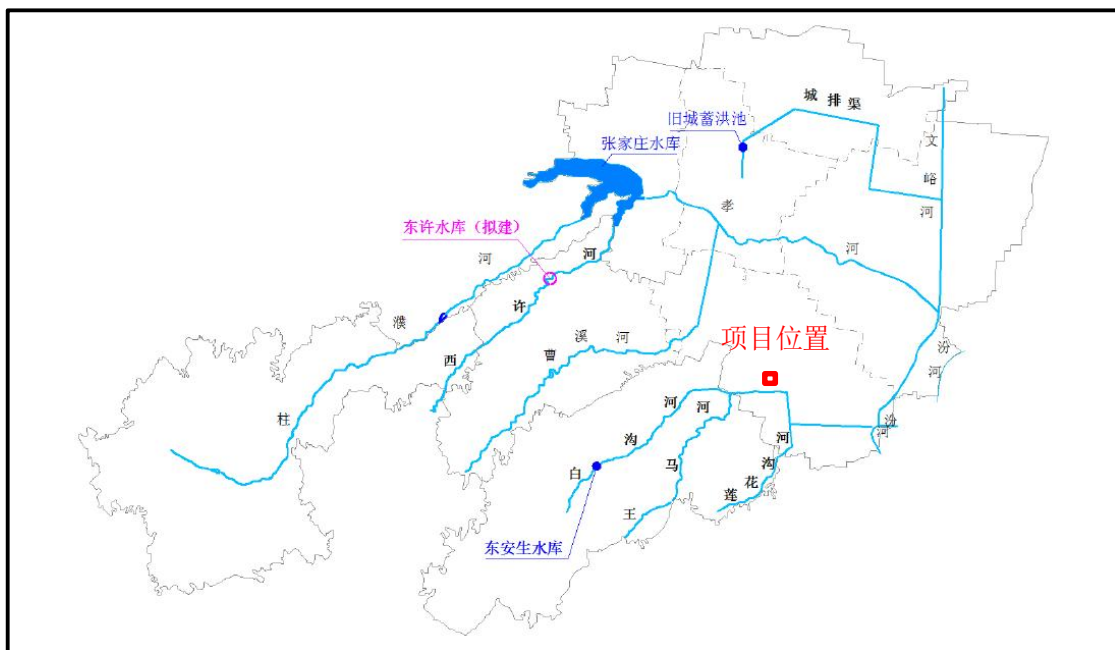 城排渠
旧城蓄洪池
张家庄水库
文峪河
孝河
东许水库（拟建）
濮河
西许河
曹溪河
项目位置
汾河
柱
白沟河
王马河
莲花沟河
汾河
东安生水库